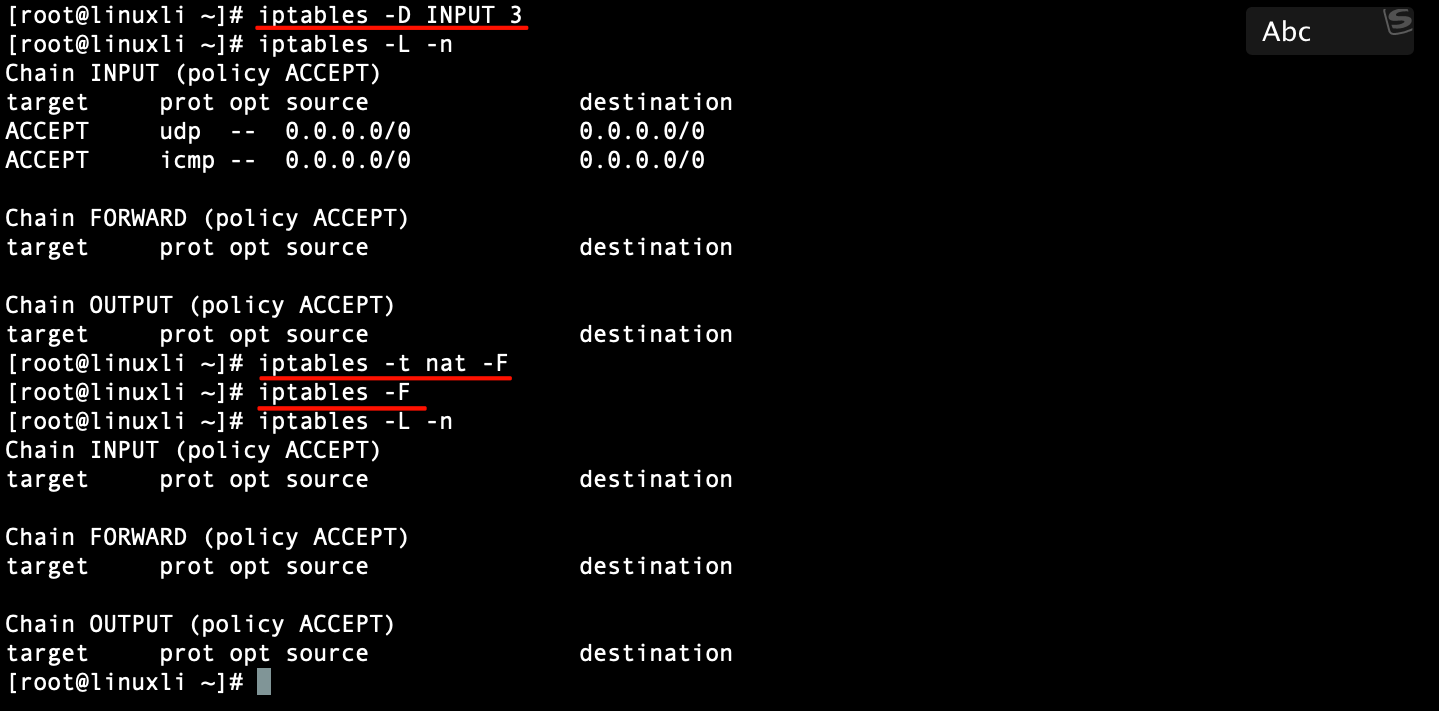 [root@linuxli ~]# iptables -D INPUT 3
[root@linuxli ~]# iptables -L -n
Chain INPUT (policy ACCEPT)
target     prot opt source               destination
ACCEPT     udp  --  0.0.0.0/0            0.0.0.0/0
ACCEPT     icmp --  0.0.0.0/0            0.0.0.0/0

Chain FORWARD (policy ACCEPT)
target     prot opt source               destination

Chain OUTPUT (policy ACCEPT)
target     prot opt source               destination
[root@linuxli ~]# iptables -t nat -F
[root@linuxli ~]# iptables -F
[root@linuxli ~]# iptables -L -n
Chain INPUT (policy ACCEPT)
target     prot opt source               destination

Chain FORWARD (policy ACCEPT)
target     prot opt source               destination

Chain OUTPUT (policy ACCEPT)
target     prot opt source               destination
[root@linuxli ~]#
Abc
S